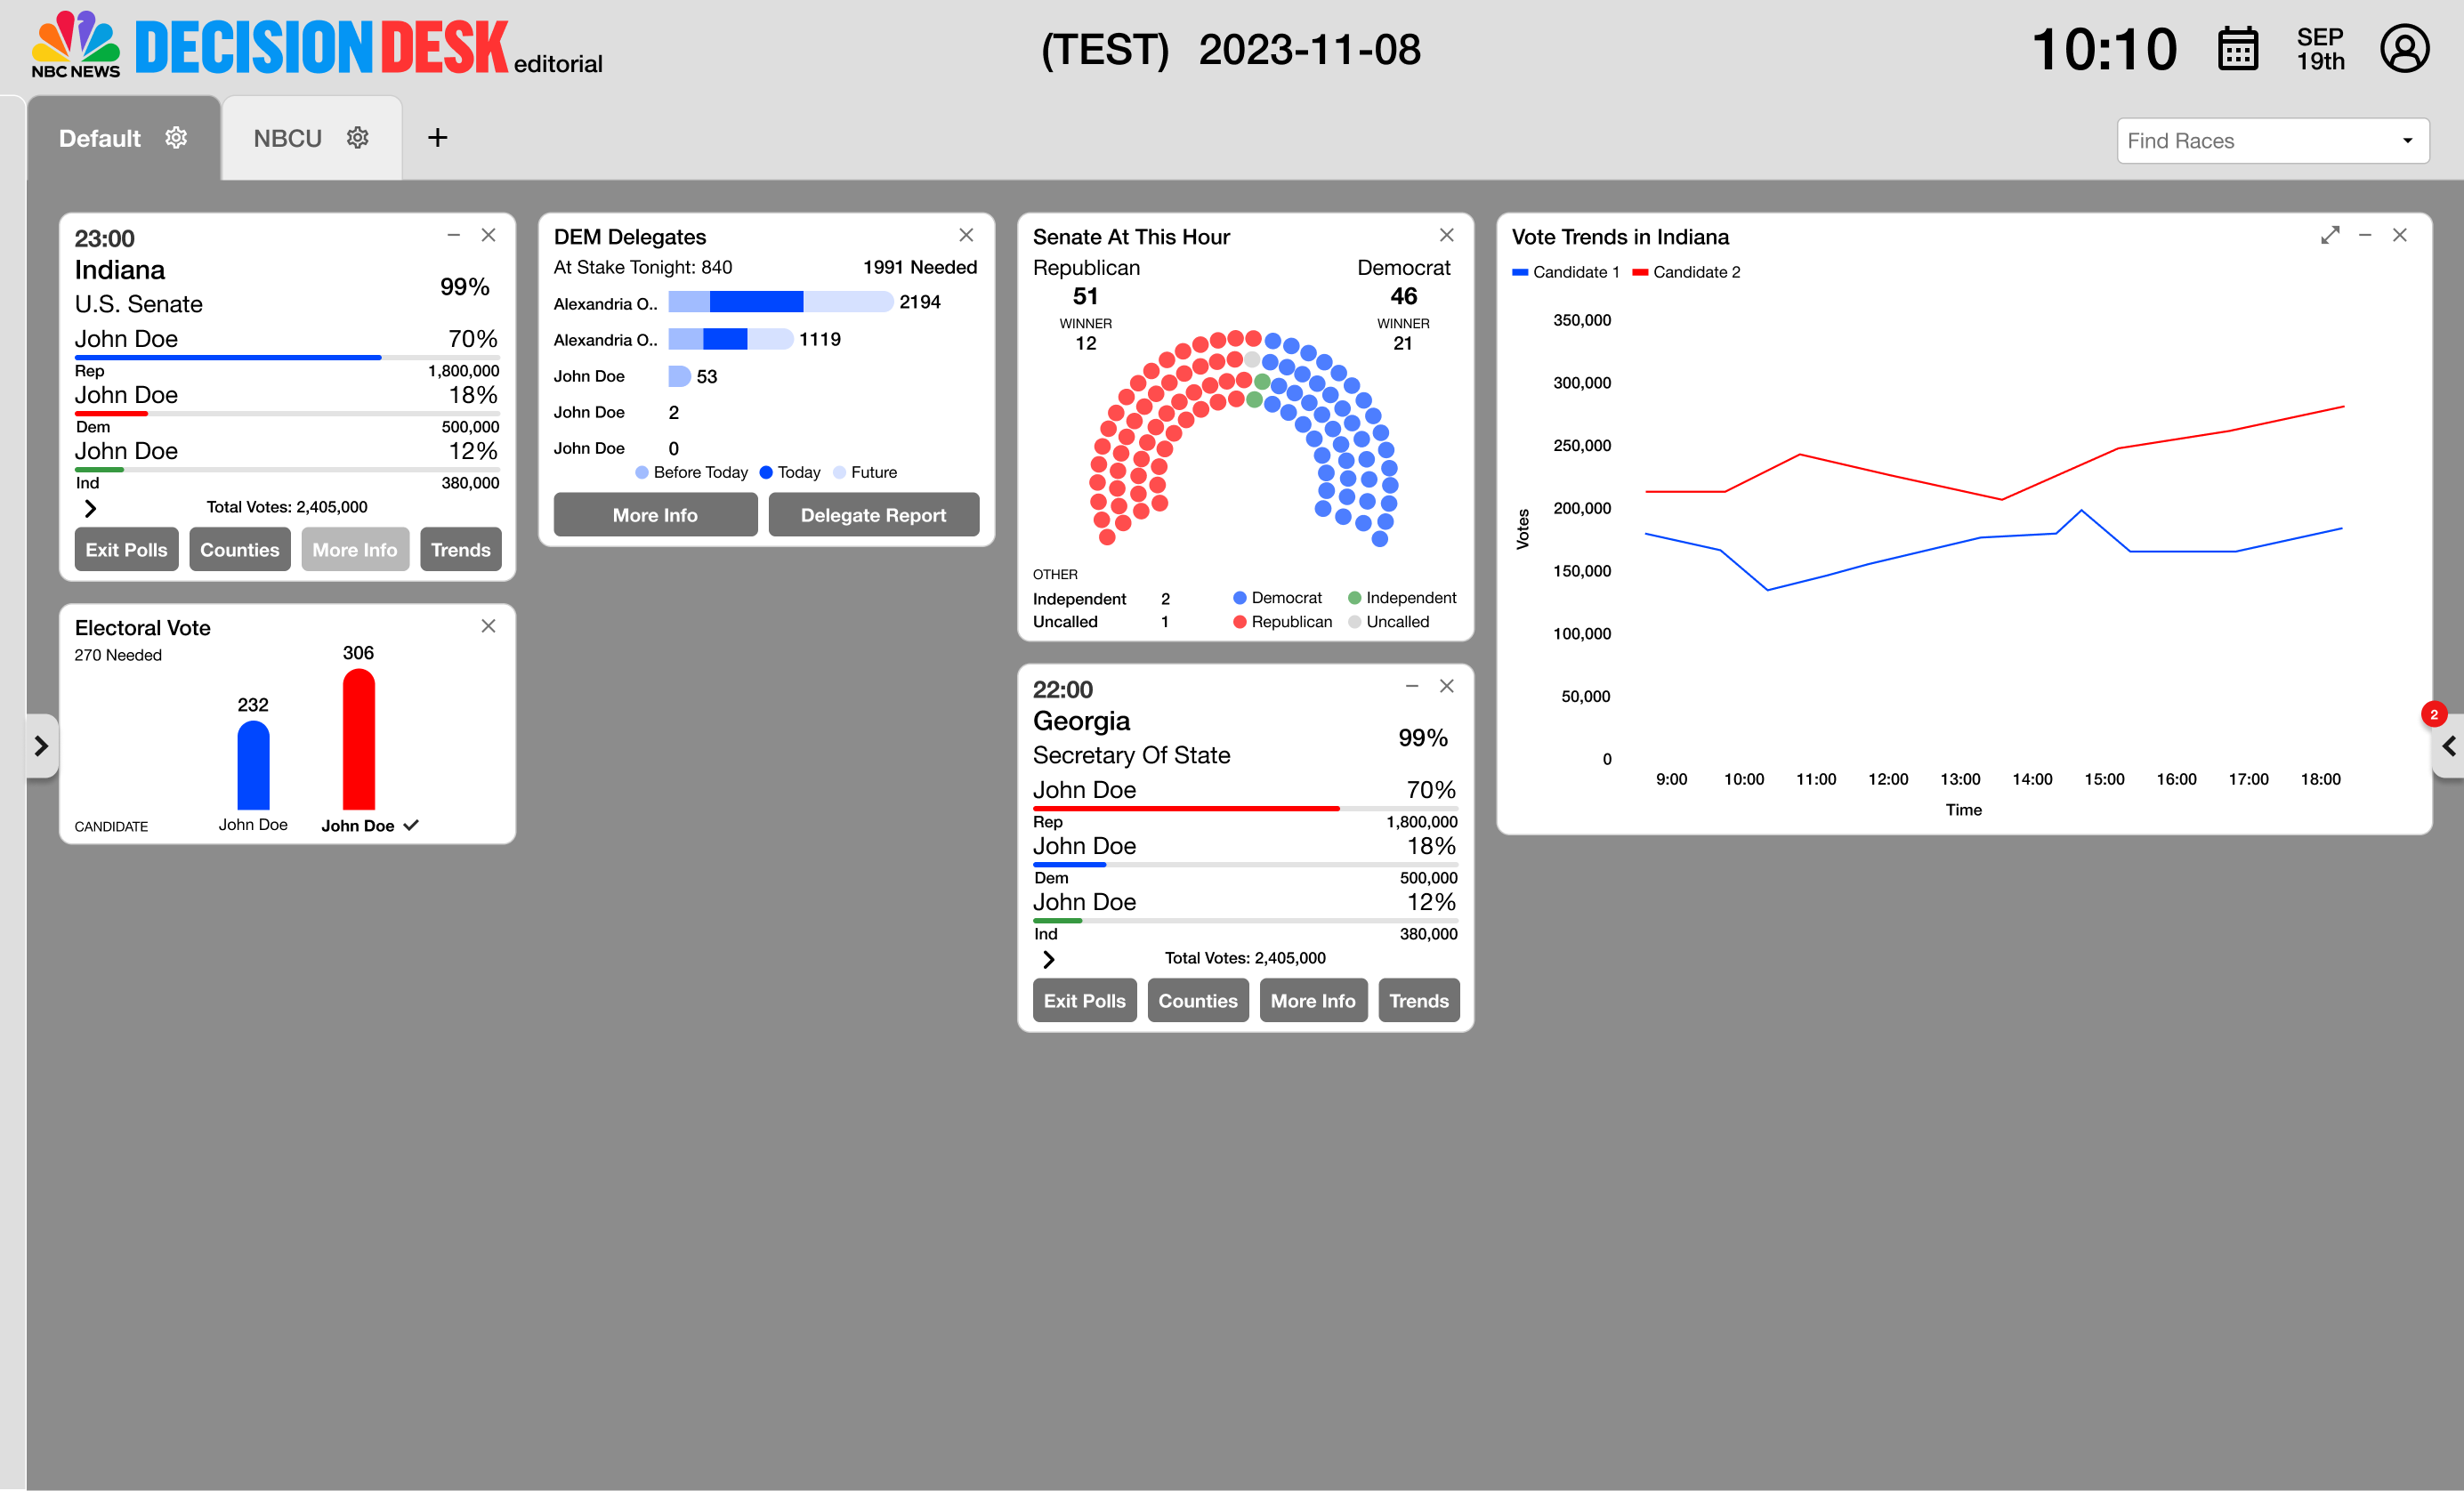 NBC NEWS
DECISION DESK editorial
(TEST) 2023-11-08
10:10
SEP
19th
Default
NBCU
+
Find Races
23:00
Indiana
99%
U.S. Senate
John Doe 70%
Rep 1,800,000
John Doe 18%
Dem 500,000
John Doe 12%
Ind 380,000
Total Votes: 2,405,000
Exit Polls Counties More Info Trends
Electoral Vote
270 Needed
306
232
CANDIDATE John Doe John Doe
DEM Delegates
At Stake Tonight: 840 1991 Needed
Alexandria O.. 2194
Alexandria O.. 1119
John Doe 53
John Doe 2
John Doe 0
Before Today Today Future
More Info Delegate Report
Senate At This Hour
Republican Democrat
51 46
WINNER WINNER
12 21
OTHER
Independent 2 Democrat Independent
Uncalled 1 Republican Uncalled
22:00
Georgia
99%
Secretary Of State
John Doe 70%
Rep 1,800,000
John Doe 18%
Dem 500,000
John Doe 12%
Ind 380,000
Total Votes: 2,405,000
Exit Polls Counties More Info Trends
Vote Trends in Indiana
Candidate 1 Candidate 2
350,000
300,000
250,000
200,000
Votes
150,000
100,000
50,000
0
9:00 10:00 11:00 12:00 13:00 14:00 15:00 16:00 17:00 18:00
Time
2